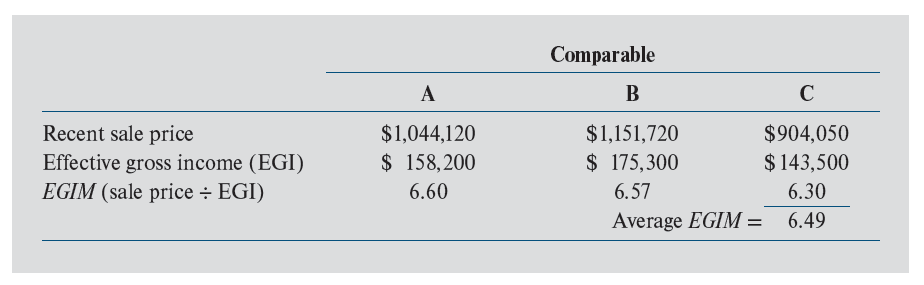 Comparable
A B C
Recent sale price $1,044,120 $1,151,720 $904,050
Effective gross income (EGI) $ 158,200 $ 175,300 $143,500
EGIM (sale price ÷ EGI) 6.60 6.57 6.30
Average EGIM = 6.49